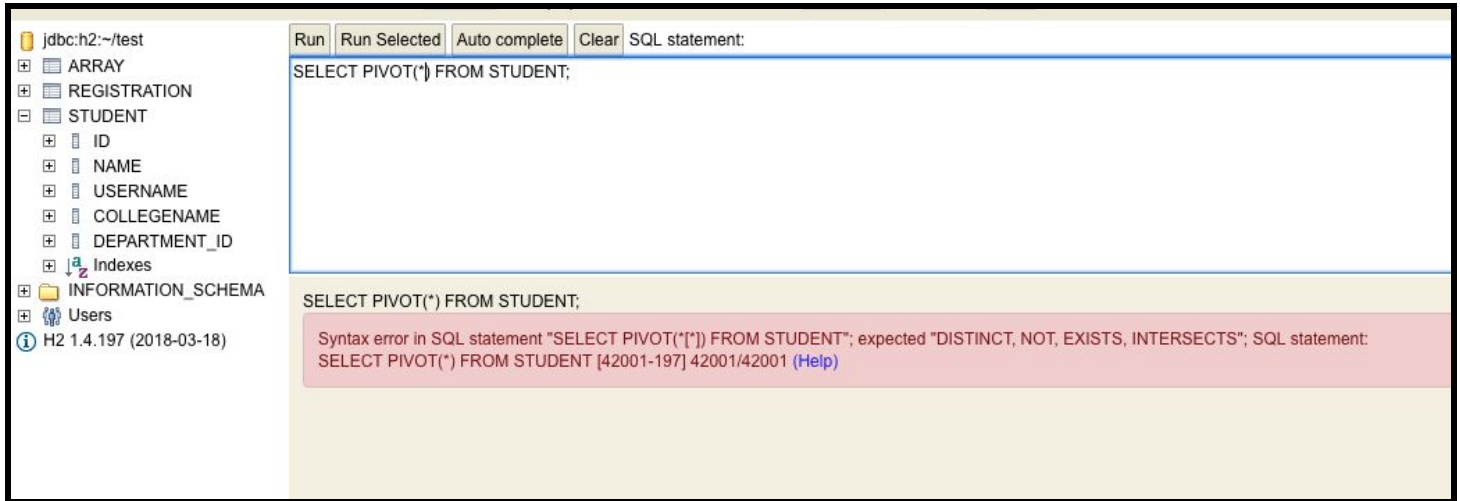 jdbc:h2:~/test
ARRAY
REGISTRATION
STUDENT
ID
NAME
USERNAME
COLLEGENAME
DEPARTMENT_ID
Indexes
INFORMATION_SCHEMA
Users
H2 1.4.197 (2018-03-18)
Run Run Selected Auto complete Clear SQL statement:
SELECT PIVOT(*) FROM STUDENT;
SELECT PIVOT(*) FROM STUDENT;
Syntax error in SQL statement "SELECT PIVOT(*[*]) FROM STUDENT"; expected "DISTINCT, NOT, EXISTS, INTERSECTS"; SQL statement:
SELECT PIVOT(*) FROM STUDENT [42001-197] 42001/42001 (Help)